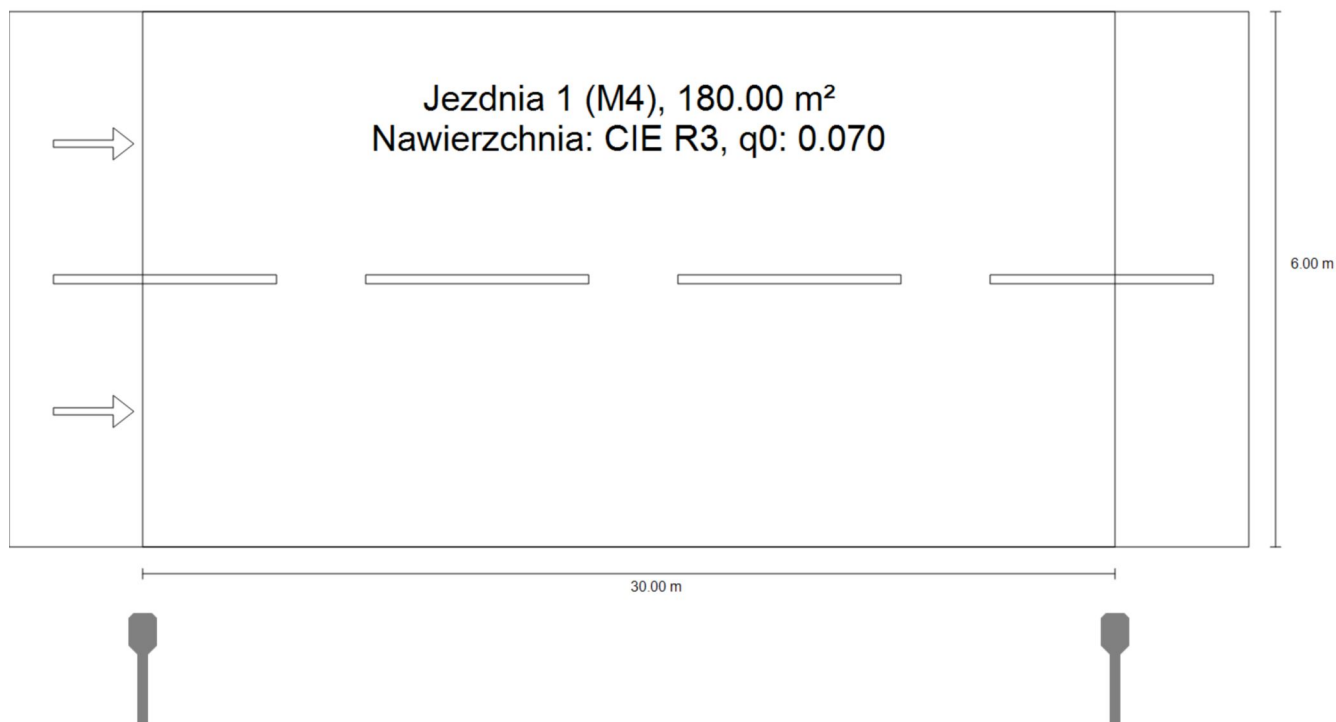 Jezdnia 1 (M4), 180.00 m²
Nawierzchnia: CIE R3, q0: 0.070
6.00 m
30.00 m